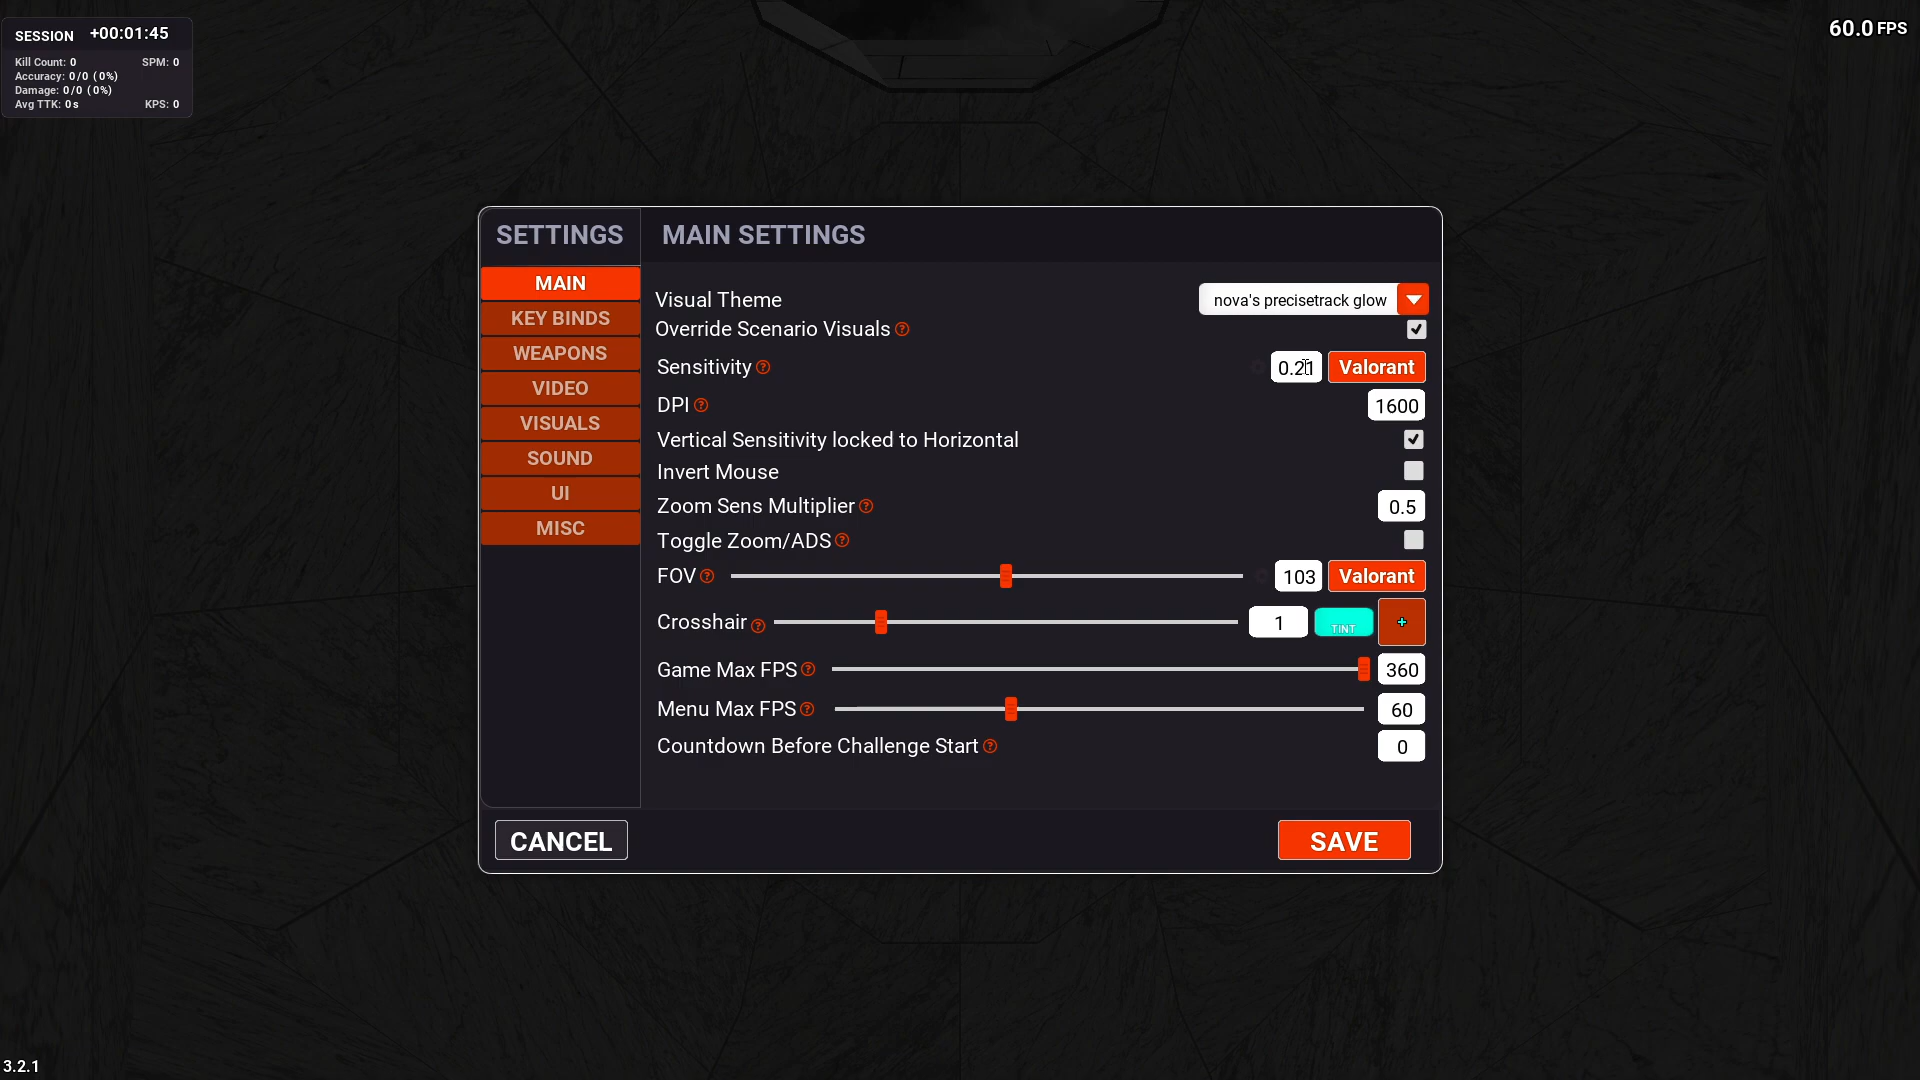 SESSION +00:01:45
Kill Count: 0 SPM: 0
Accuracy: 0/0 (0%)
Damage: 0/0 (0%)
Avg TTK: 0s KPS: 0
60.0 FPS
SETTINGS
MAIN SETTINGS
MAIN
KEY BINDS
WEAPONS
VIDEO
VISUALS
SOUND
UI
MISC
Visual Theme nova's precisetrack glow
Override Scenario Visuals ?
Sensitivity ? 0.21 Valorant
DPI ? 1600
Vertical Sensitivity locked to Horizontal
Invert Mouse
Zoom Sens Multiplier ? 0.5
Toggle Zoom/ADS ?
FOV ? 103 Valorant
Crosshair ? 1 TINT
Game Max FPS ? 360
Menu Max FPS ? 60
Countdown Before Challenge Start ? 0
CANCEL
SAVE
3.2.1